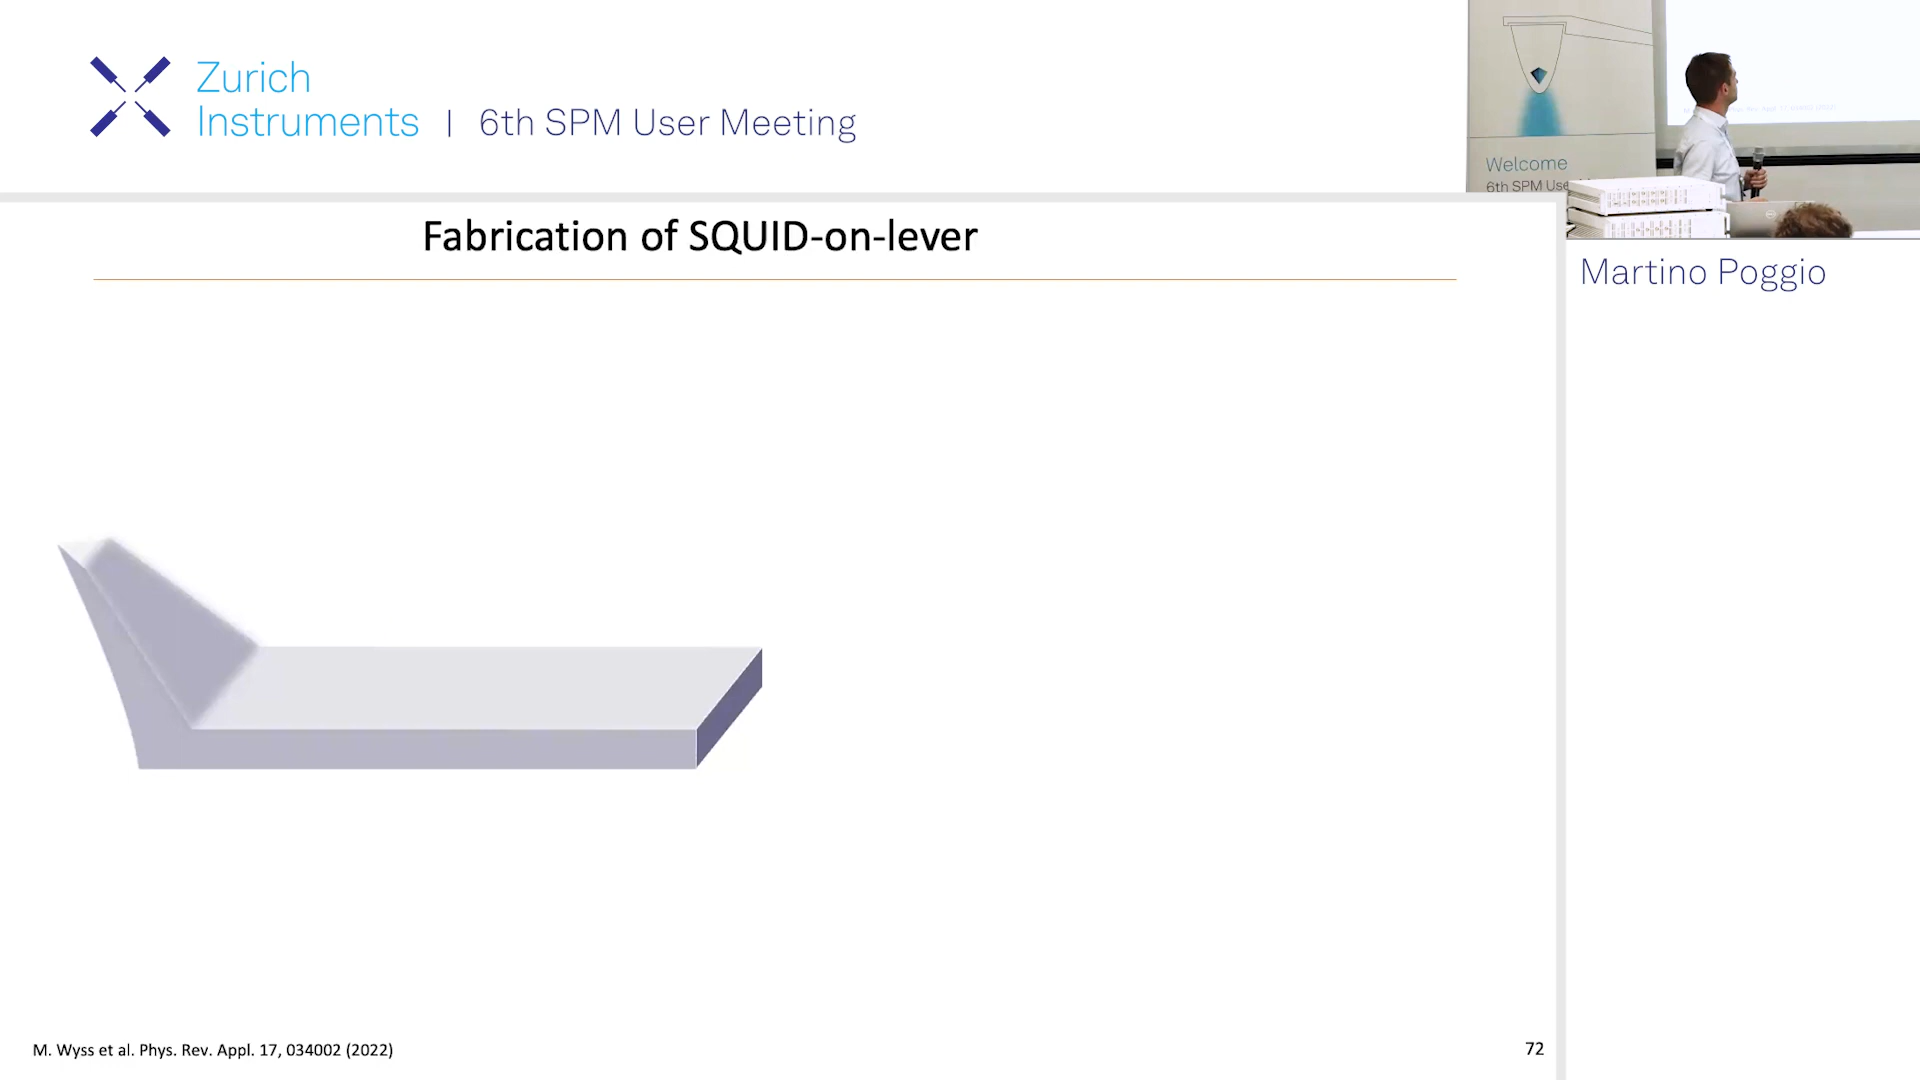 Zurich
Instruments | 6th SPM User Meeting
Welcome
6th SPM Use
Fabrication of SQUID-on-lever
Martino Poggio
M. Wyss et al. Phys. Rev. Appl. 17, 034002 (2022)
72